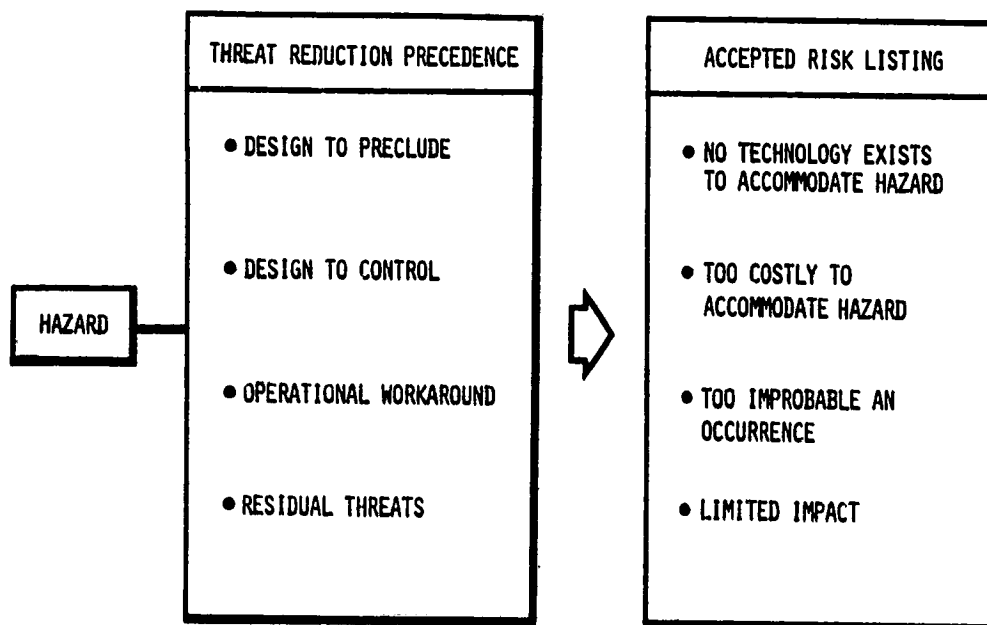 THREAT REDUCTION PRECEDENCE
• DESIGN TO PRECLUDE
• DESIGN TO CONTROL
HAZARD
• OPERATIONAL WORKAROUND
• RESIDUAL THREATS
ACCEPTED RISK LISTING
• NO TECHNOLOGY EXISTS
TO ACCOMMODATE HAZARD
• TOO COSTLY TO
ACCOMMODATE HAZARD
• TOO IMPROBABLE AN
OCCURRENCE
• LIMITED IMPACT